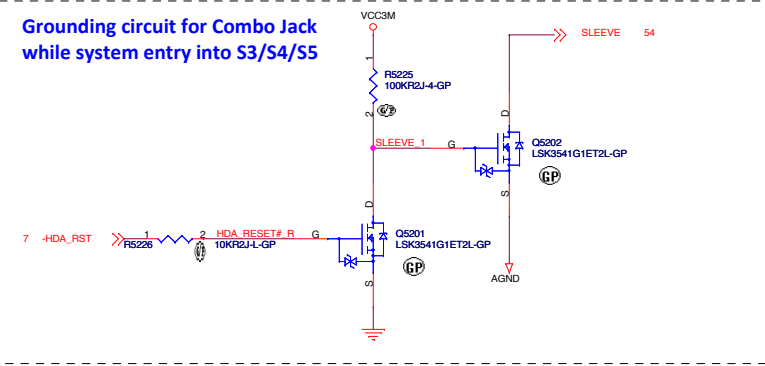 Grounding circuit for Combo Jack
while system entry into S3/S4/S5
VCC3M
SLEEVE 54
1
R5225
100KR2J-4-GP
2
G/P
D
SLEEVE_1 G
Q5202
LSK3541G1ET2L-GP
GP
S
D
7 -HDA_RST 1 2 HDA_RESET#_R G
R5226 10KR2J-L-GP
Q5201
LSK3541G1ET2L-GP
GP
S
AGND